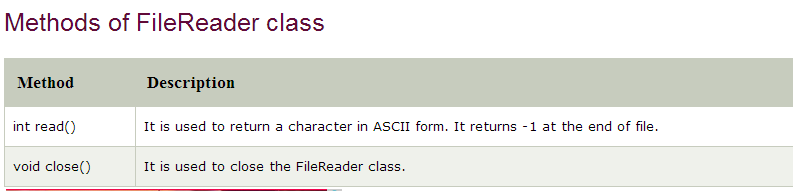 Methods of FileReader class
Method Description
int read() It is used to return a character in ASCII form. It returns -1 at the end of file.
void close() It is used to close the FileReader class.